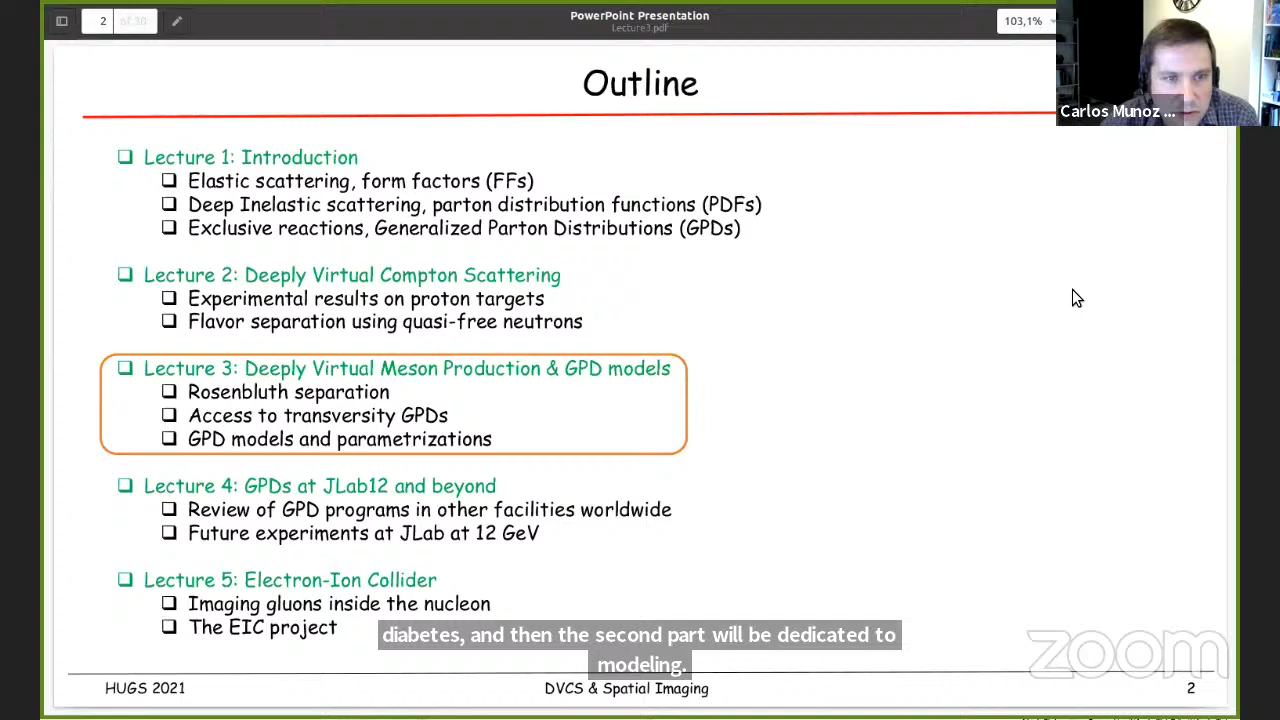 2 of 30
PowerPoint Presentation
Lecture3.pdf
103,1%
Outline
Carlos Munoz ...
Lecture 1: Introduction
Elastic scattering, form factors (FFs)
Deep Inelastic scattering, parton distribution functions (PDFs)
Exclusive reactions, Generalized Parton Distributions (GPDs)
Lecture 2: Deeply Virtual Compton Scattering
Experimental results on proton targets
Flavor separation using quasi-free neutrons
Lecture 3: Deeply Virtual Meson Production & GPD models
Rosenbluth separation
Access to transversity GPDs
GPD models and parametrizations
Lecture 4: GPDs at JLab12 and beyond
Review of GPD programs in other facilities worldwide
Future experiments at JLab at 12 GeV
Lecture 5: Electron-Ion Collider
Imaging gluons inside the nucleon
The EIC project
diabetes, and then the second part will be dedicated to
modeling.
zoom
HUGS 2021
DVCS & Spatial Imaging
2